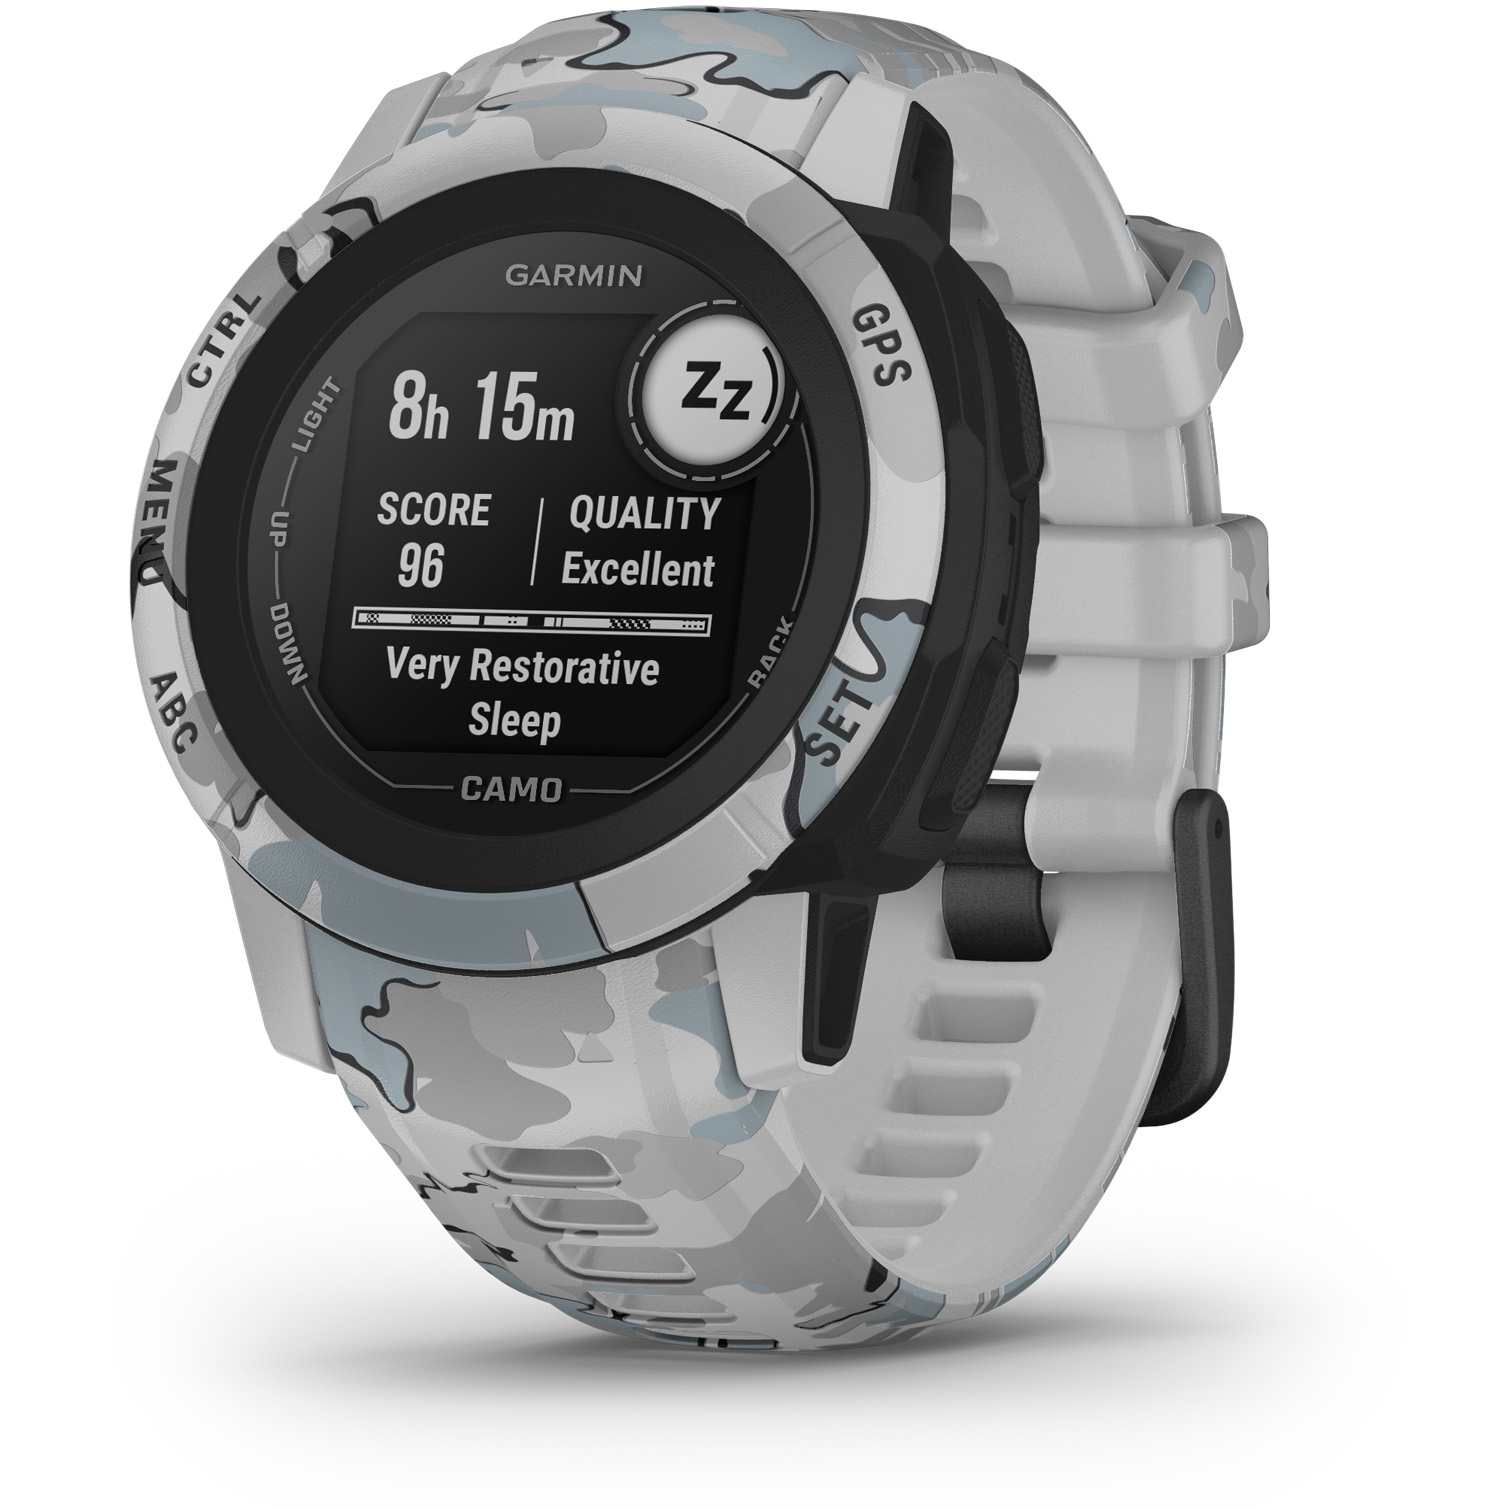 GARMIN
8h 15m
Zz
SCORE
96
QUALITY
Excellent
Very Restorative
Sleep
CAMO
CTRL
LIGHT
MENU
UP
DOWN
ABC
GPS
BACK
SET